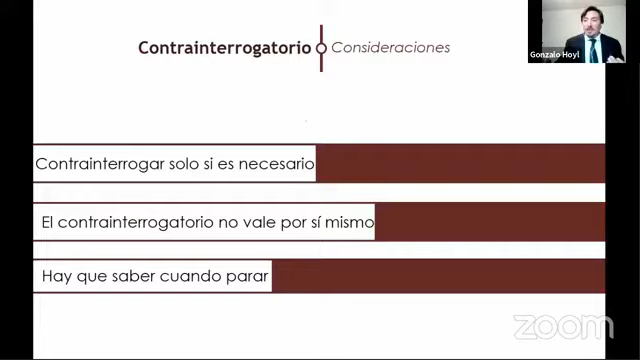 Contrainterrogatorio Consideraciones
Gonzalo Hoyl
Contrainterrogar solo si es necesario
El contrainterrogatorio no vale por sí mismo
Hay que saber cuando parar
zoom